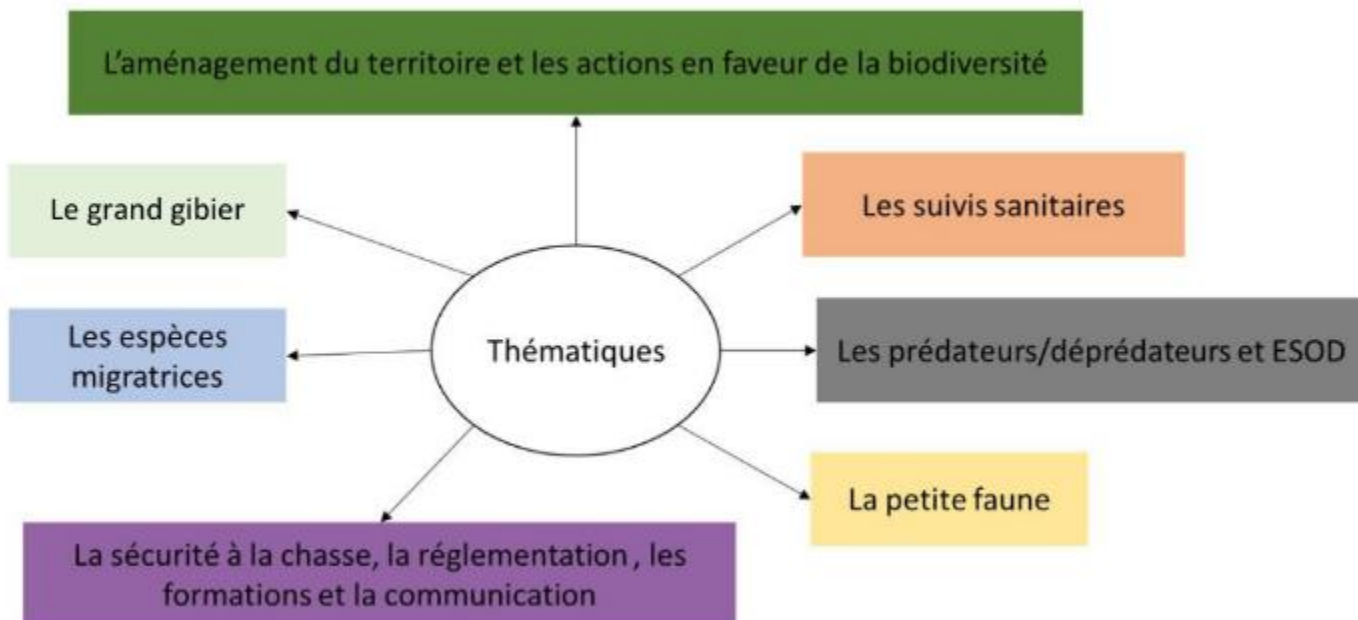 L'aménagement du territoire et les actions en faveur de la biodiversité
Le grand gibier
Les suivis sanitaires
Les espèces
migratrices
Thématiques
Les prédateurs/déprédateurs et ESOD
La petite faune
La sécurité à la chasse, la réglementation , les
formations et la communication